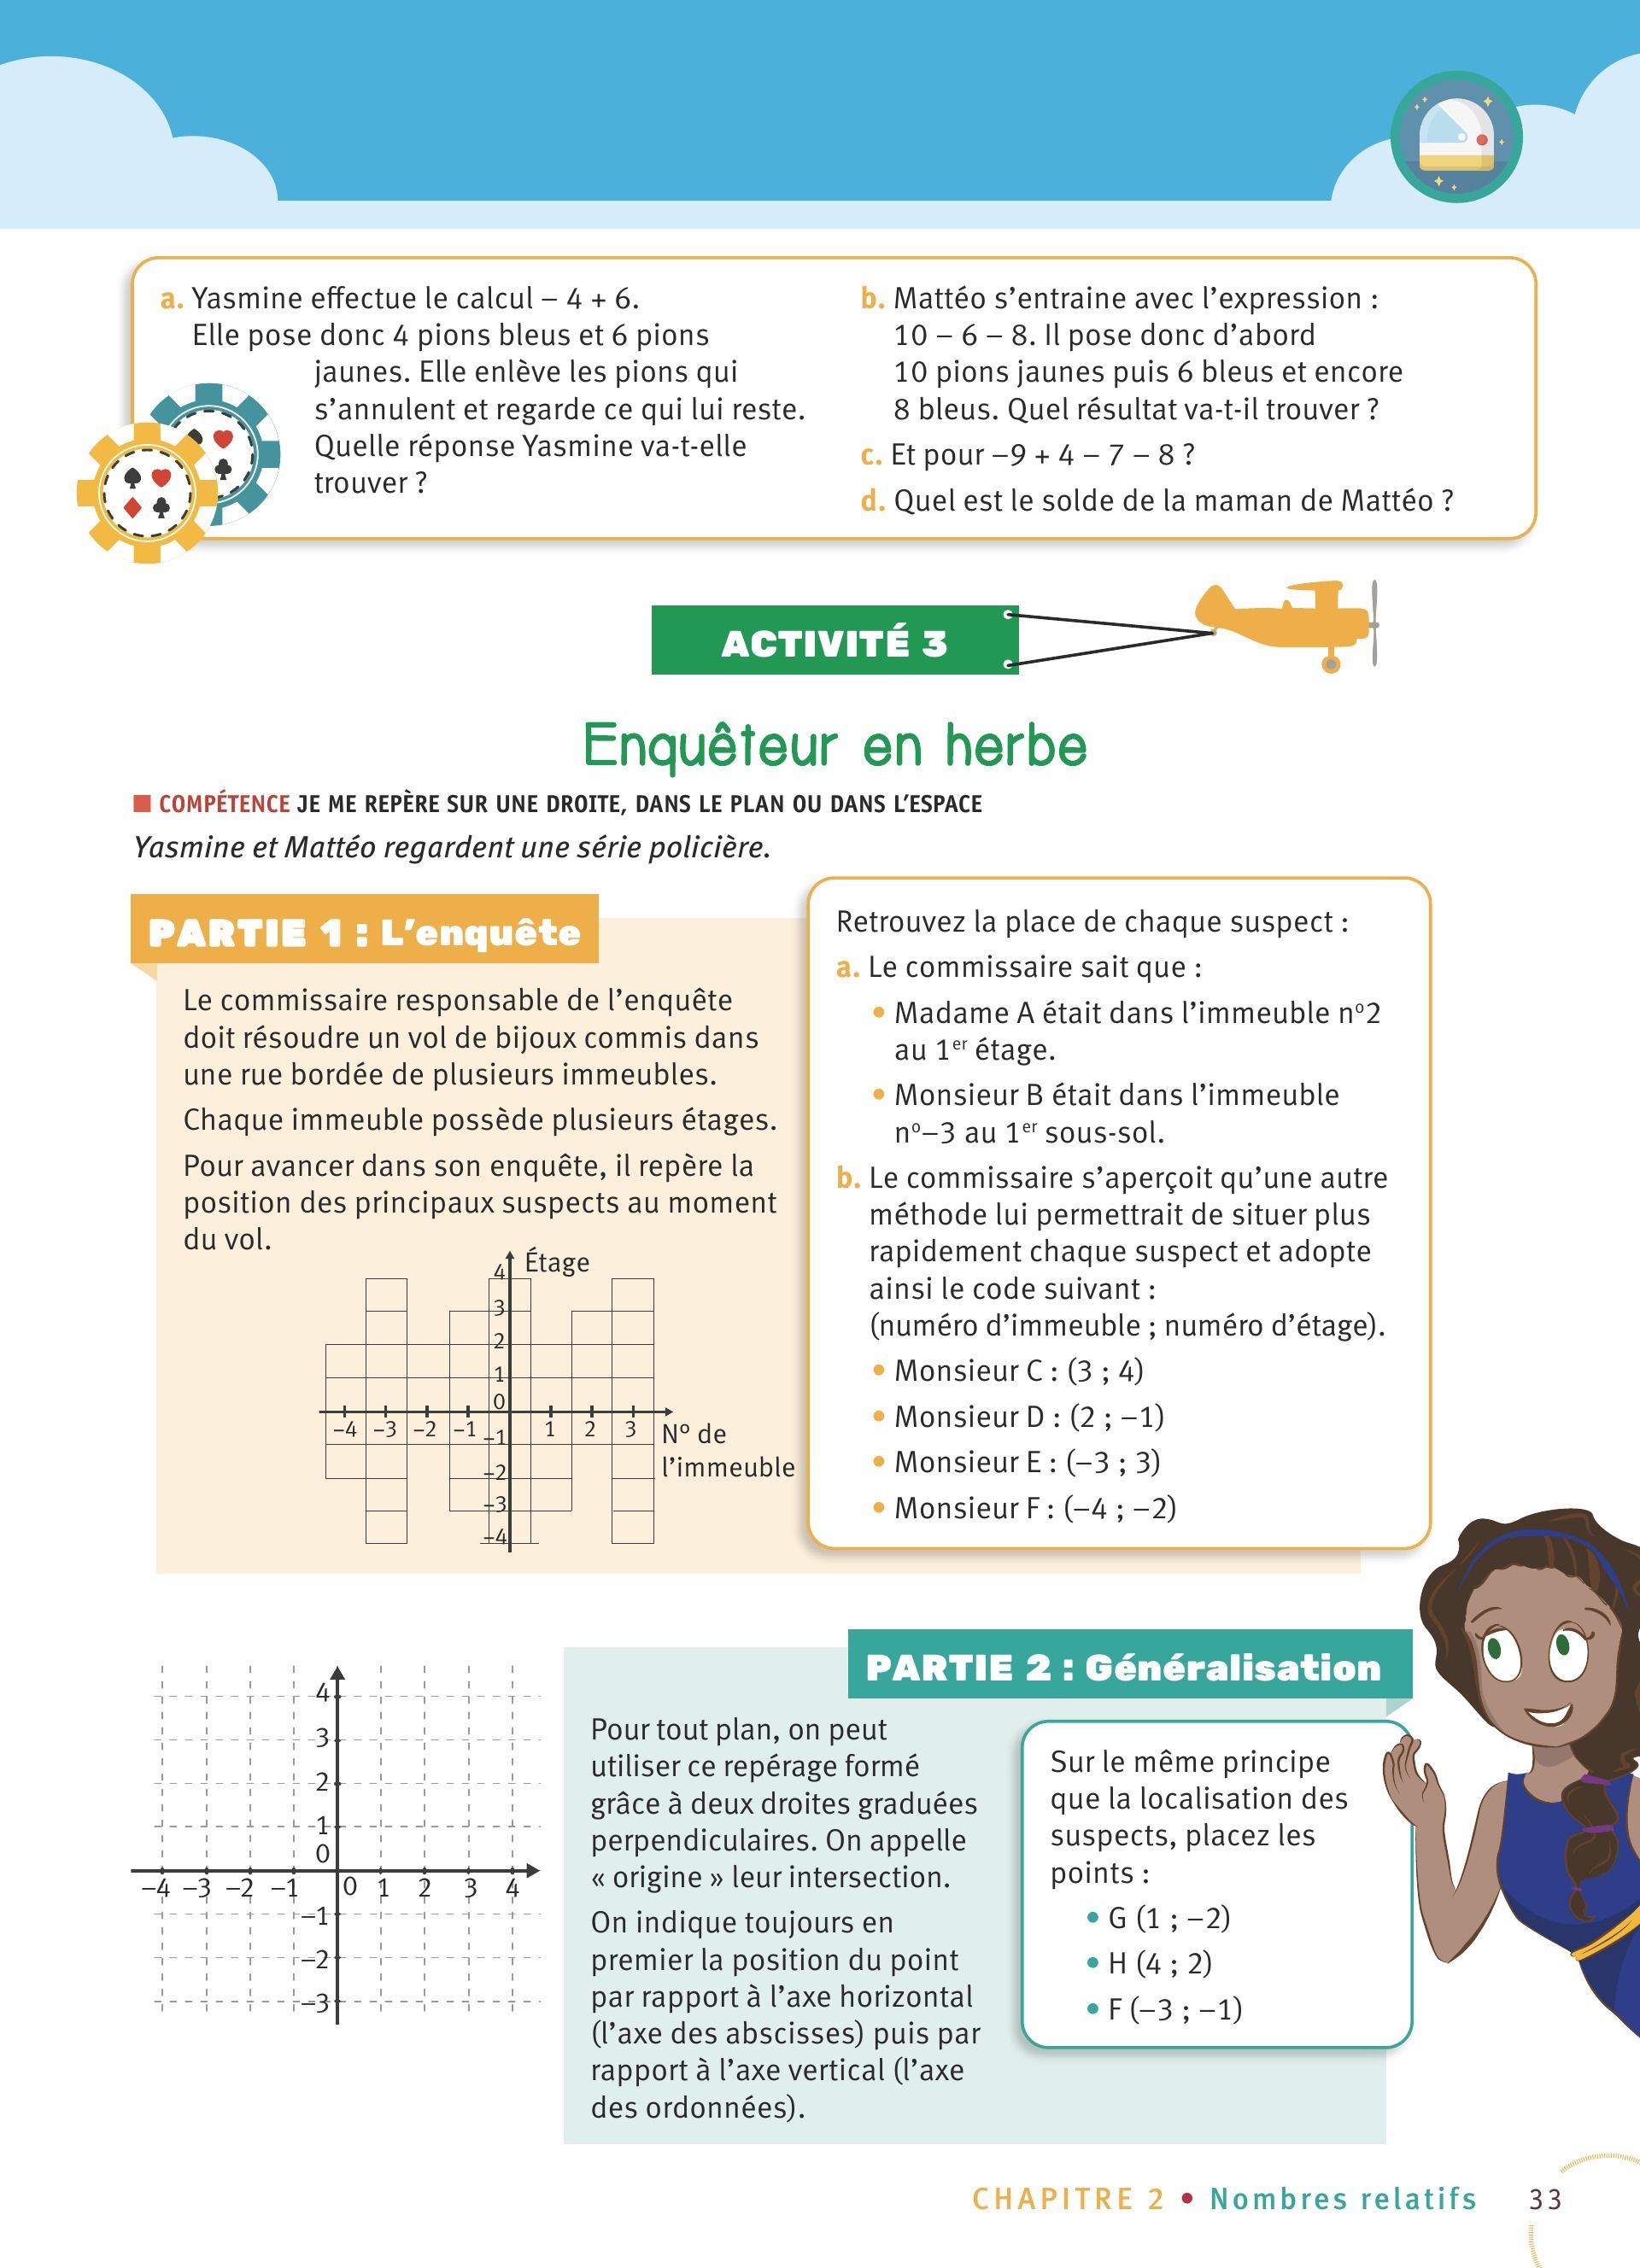 a. Yasmine effectue le calcul – 4 + 6.
Elle pose donc 4 pions bleus et 6 pions
jaunes. Elle enlève les pions qui
s’annulent et regarde ce qui lui reste.
Quelle réponse Yasmine va-t-elle
trouver ?
b. Mattéo s’entraine avec l’expression :
10 – 6 – 8. Il pose donc d’abord
10 pions jaunes puis 6 bleus et encore
8 bleus. Quel résultat va-t-il trouver ?
c. Et pour –9 + 4 – 7 – 8 ?
d. Quel est le solde de la maman de Mattéo ?
ACTIVITÉ 3
Enquêteur en herbe
COMPÉTENCE JE ME REPÈRE SUR UNE DROITE, DANS LE PLAN OU DANS L’ESPACE
Yasmine et Mattéo regardent une série policière.
PARTIE 1 : L’enquête
Le commissaire responsable de l’enquête
doit résoudre un vol de bijoux commis dans
une rue bordée de plusieurs immeubles.
Chaque immeuble possède plusieurs étages.
Pour avancer dans son enquête, il repère la
position des principaux suspects au moment
du vol.
Étage
4
3
2
1
0
–4 –3 –2 –1 1 2 3
N° de
l’immeuble
–1
–2
–3
–4
Retrouvez la place de chaque suspect :
a. Le commissaire sait que :
• Madame A était dans l’immeuble nº2
au 1er étage.
• Monsieur B était dans l’immeuble
nº–3 au 1er sous-sol.
b. Le commissaire s’aperçoit qu’une autre
méthode lui permettrait de situer plus
rapidement chaque suspect et adopte
ainsi le code suivant :
(numéro d’immeuble ; numéro d’étage).
• Monsieur C : (3 ; 4)
• Monsieur D : (2 ; –1)
• Monsieur E : (–3 ; 3)
• Monsieur F : (–4 ; –2)
4
3
2
1
0
–4 –3 –2 –1 0 1 2 3 4
–1
–2
–3
PARTIE 2 : Généralisation
Pour tout plan, on peut
utiliser ce repérage formé
grâce à deux droites graduées
perpendiculaires. On appelle
« origine » leur intersection.
On indique toujours en
premier la position du point
par rapport à l’axe horizontal
(l’axe des abscisses) puis par
rapport à l’axe vertical (l’axe
des ordonnées).
Sur le même principe
que la localisation des
suspects, placez les
points :
• G (1 ; –2)
• H (4 ; 2)
• F (–3 ; –1)
CHAPITRE 2 • Nombres relatifs 33